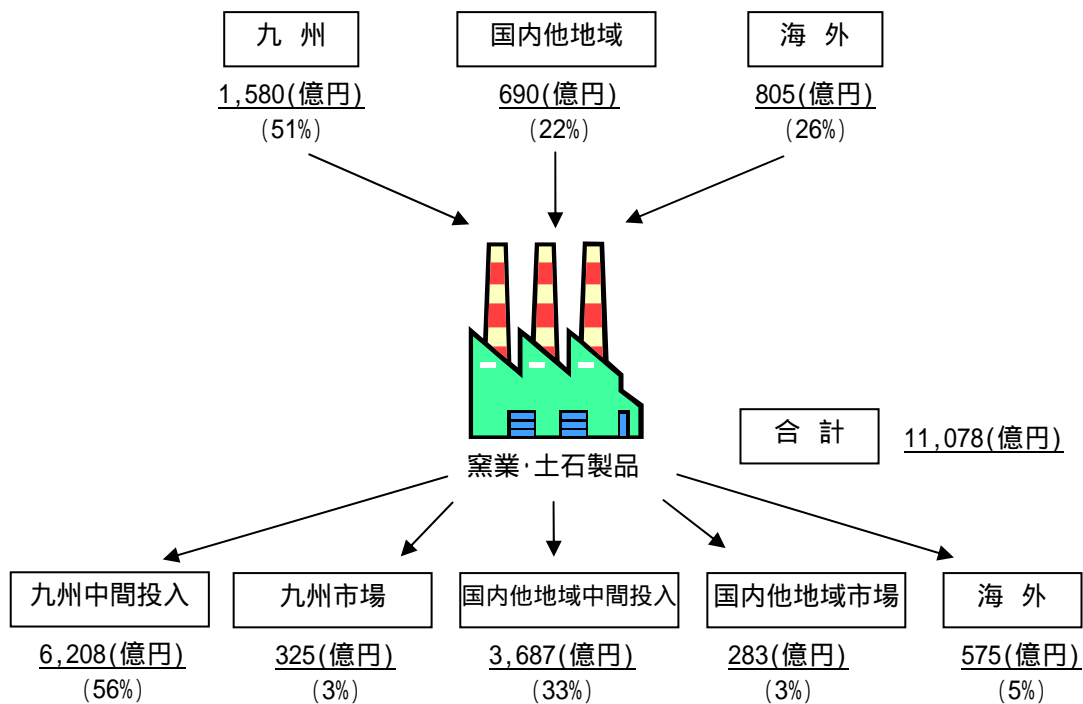 九 州
国内他地域
海 外
1,580(億円)
690(億円)
805(億円)
(51%)
(22%)
(26%)
合 計
11,078(億円)
窯業･土石製品
九州中間投入
九州市場
国内他地域中間投入
国内他地域市場
海 外
6,208(億円)
325(億円)
3,687(億円)
283(億円)
575(億円)
(56%)
(3%)
(33%)
(3%)
(5%)